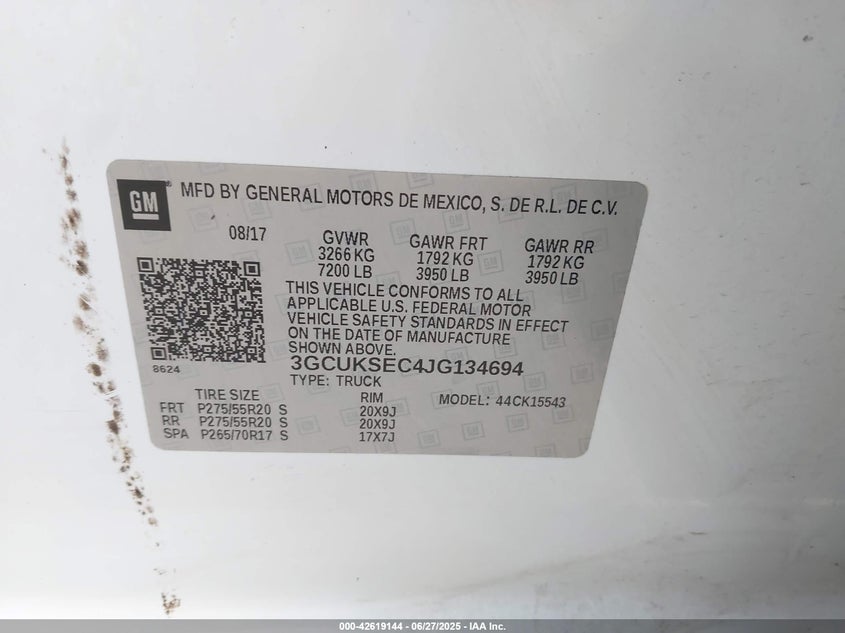 GM
MFD BY GENERAL MOTORS DE MEXICO, S. DE R.L. DE C.V.
08/17 GVWR GAWR FRT GAWR RR
3266 KG 1792 KG 1792 KG
7200 LB 3950 LB 3950 LB
THIS VEHICLE CONFORMS TO ALL
APPLICABLE U.S. FEDERAL MOTOR
VEHICLE SAFETY STANDARDS IN EFFECT
ON THE DATE OF MANUFACTURE
SHOWN ABOVE.
8624
3GCUKSEC4JG134694
TYPE: TRUCK
TIRE SIZE RIM MODEL: 44CK15543
FRT P275/55R20 S 20X9J
RR P275/55R20 S 20X9J
SPA P265/70R17 S 17X7J
000-42619144 - 06/27/2025 - IAA Inc.